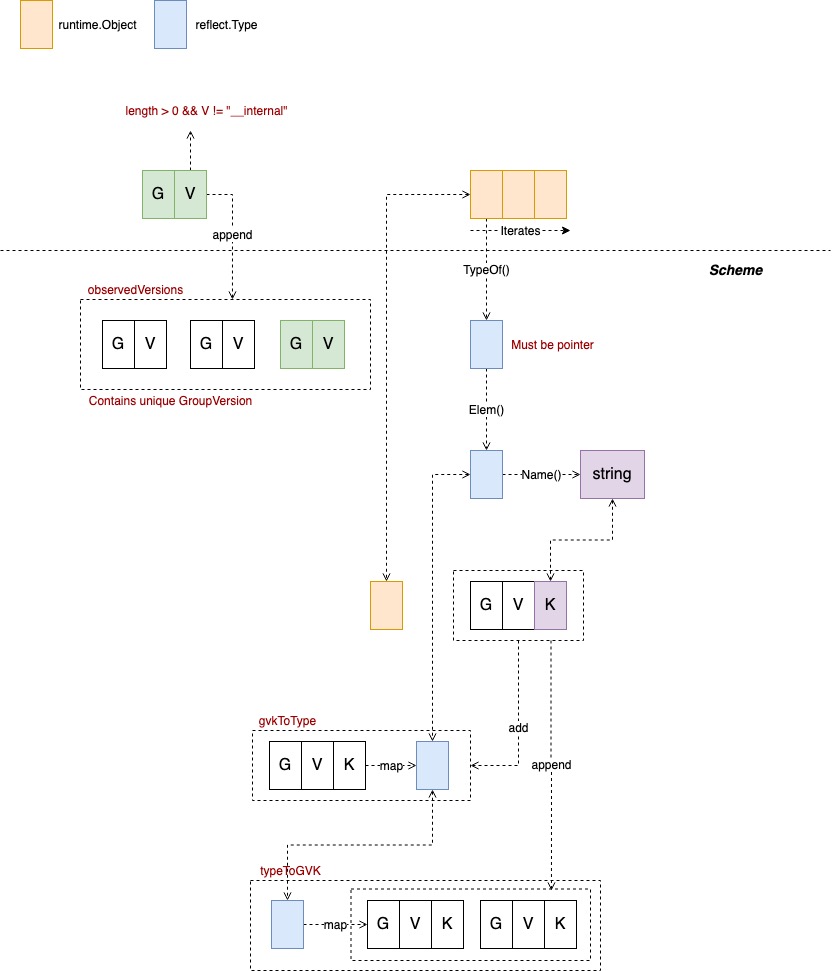 runtime.Object
reflect.Type
length > 0 && V != "__internal"
G V
append
Iterates
TypeOf()
Scheme
observedVersions
G V
G V
G V
Must be pointer
Contains unique GroupVersion
Elem()
Name()
string
G V K
gvkToType
add
G V K
map
append
typeToGVK
map
G V K
G V K